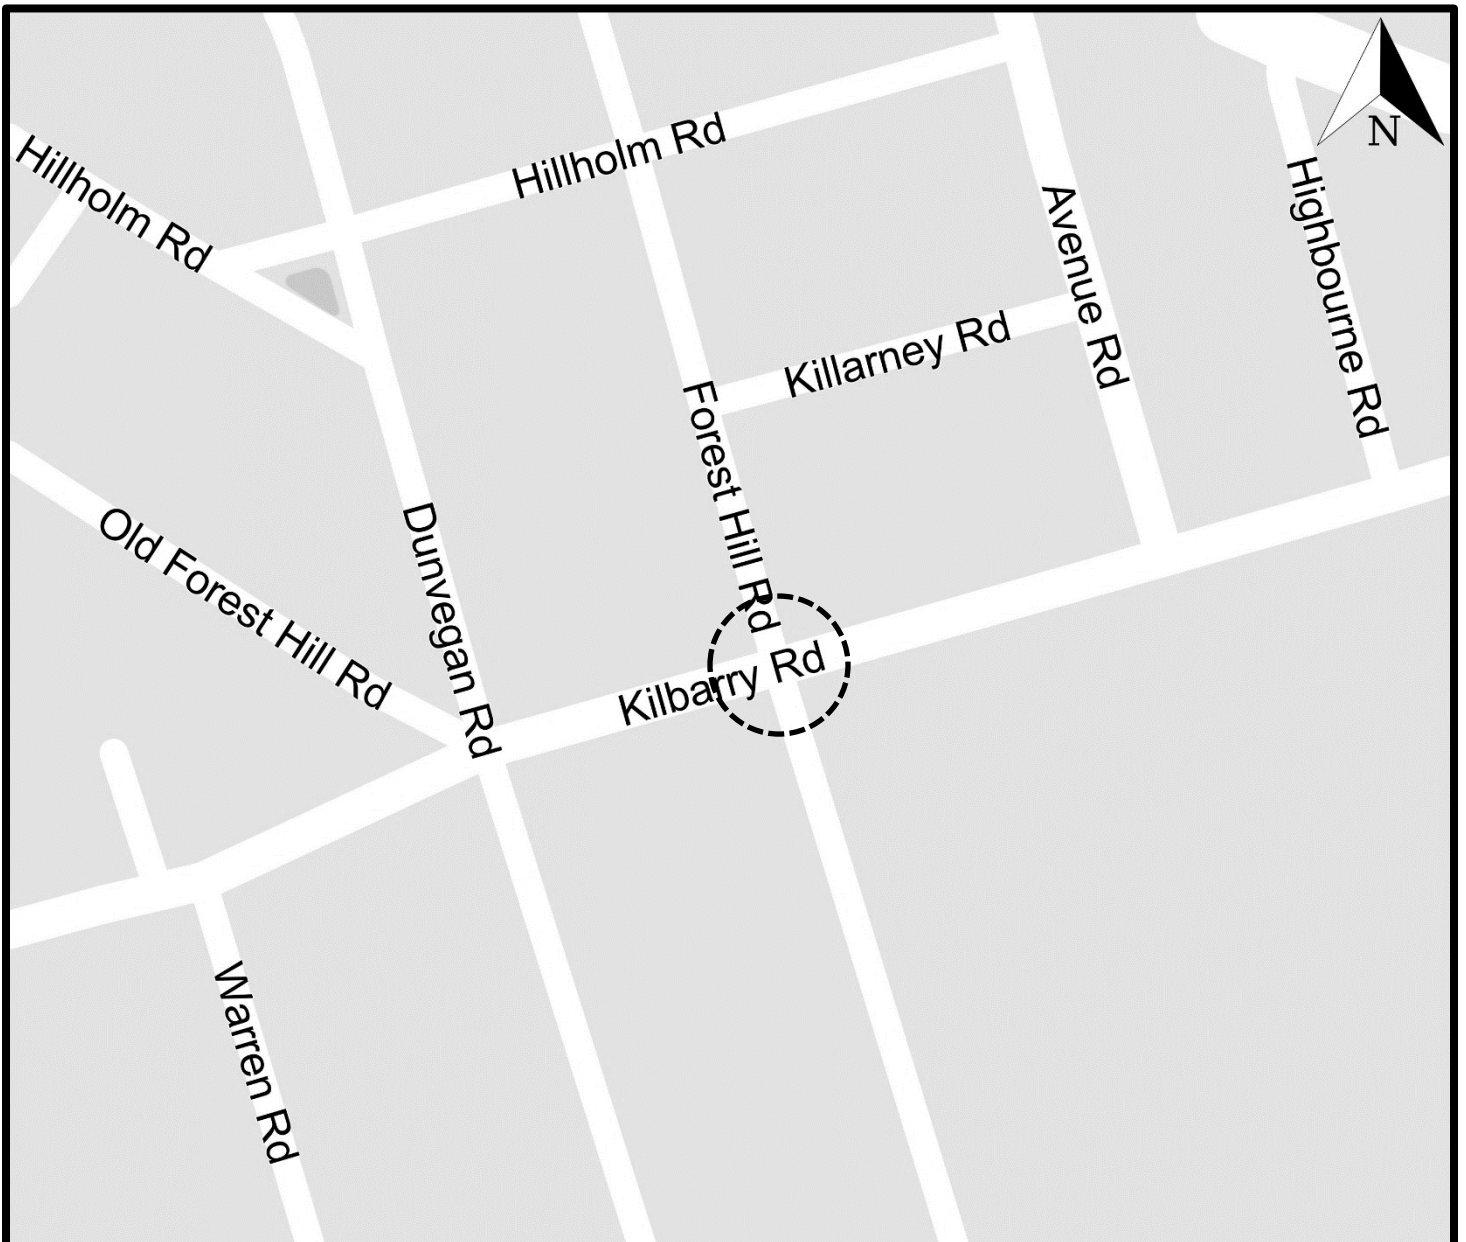 N
Hillholm Rd
Hillholm Rd
Avenue Rd
Highbourne Rd
Killarney Rd
Forest Hill Rd
Old Forest Hill Rd
Dunvegan Rd
Kilbarry Rd
Warren Rd